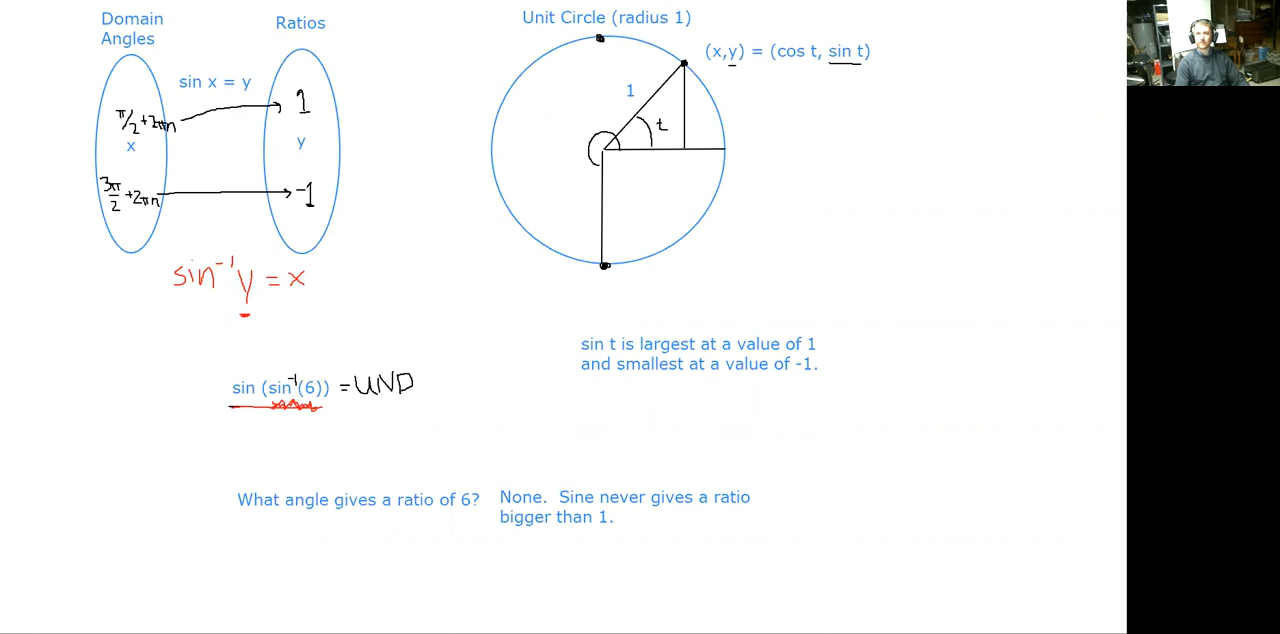 Domain
Angles
Ratios
sin x = y
π/2 + 2πn
1
x
y
3π/2 + 2πn
-1
sin⁻¹ y = x
Unit Circle (radius 1)
(x,y) = (cos t, sin t)
1
t
sin t is largest at a value of 1
and smallest at a value of -1.
sin (sin⁻¹(6)) = UND
What angle gives a ratio of 6?
None. Sine never gives a ratio
bigger than 1.